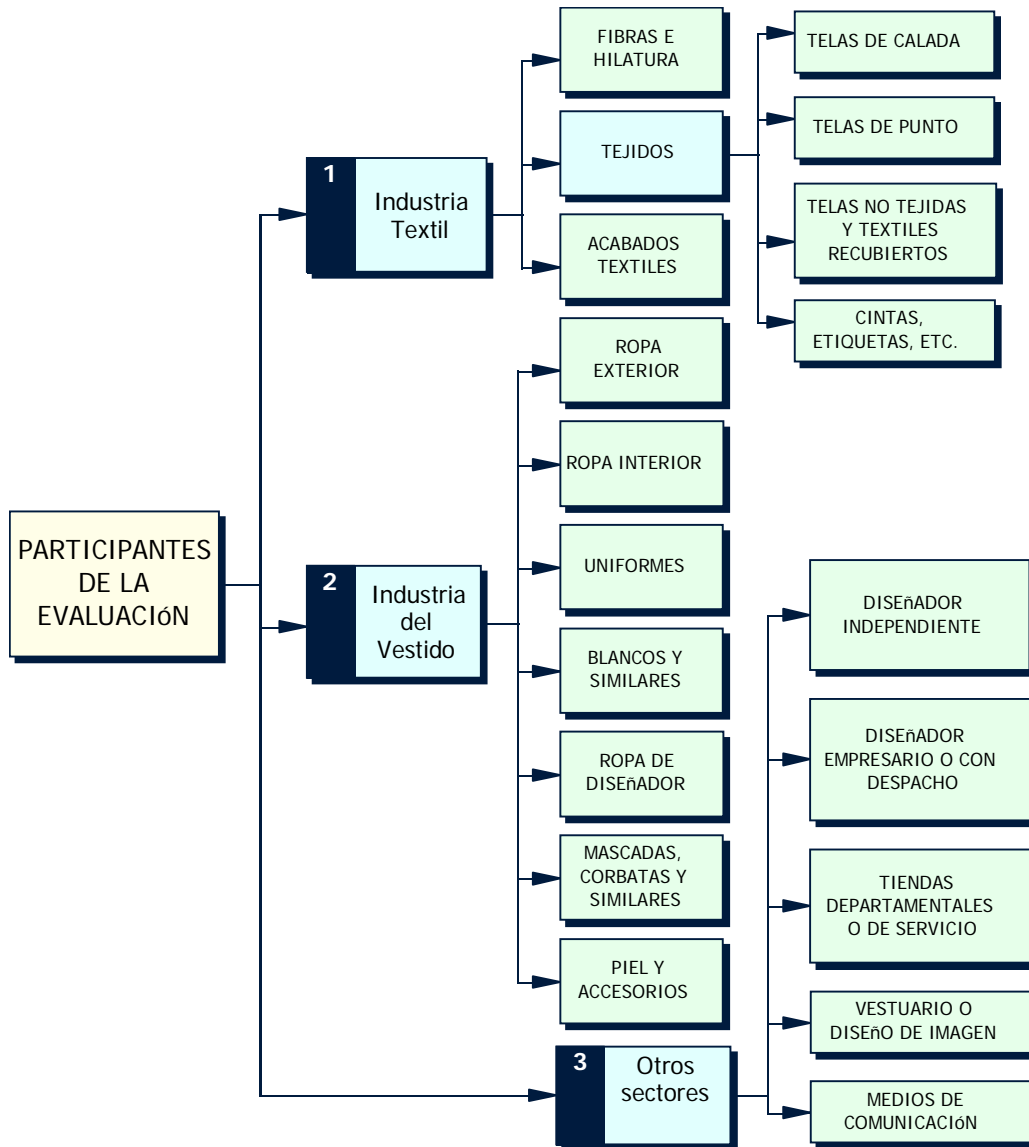 PARTICIPANTES
DE LA
EVALUACIóN
1
Industria
Textil
FIBRAS E
HILATURA
TEJIDOS
ACABADOS
TEXTILES
TELAS DE CALADA
TELAS DE PUNTO
TELAS NO TEJIDAS
Y TEXTILES
RECUBIERTOS
CINTAS,
ETIQUETAS, ETC.
2
Industria
del
Vestido
ROPA
EXTERIOR
ROPA INTERIOR
UNIFORMES
BLANCOS Y
SIMILARES
ROPA DE
DISEñADOR
MASCADAS,
CORBATAS Y
SIMILARES
PIEL Y
ACCESORIOS
3
Otros
sectores
DISEñADOR
INDEPENDIENTE
DISEñADOR
EMPRESARIO O CON
DESPACHO
TIENDAS
DEPARTAMENTALES
O DE SERVICIO
VESTUARIO O
DISEñO DE IMAGEN
MEDIOS DE
COMUNICACIóN